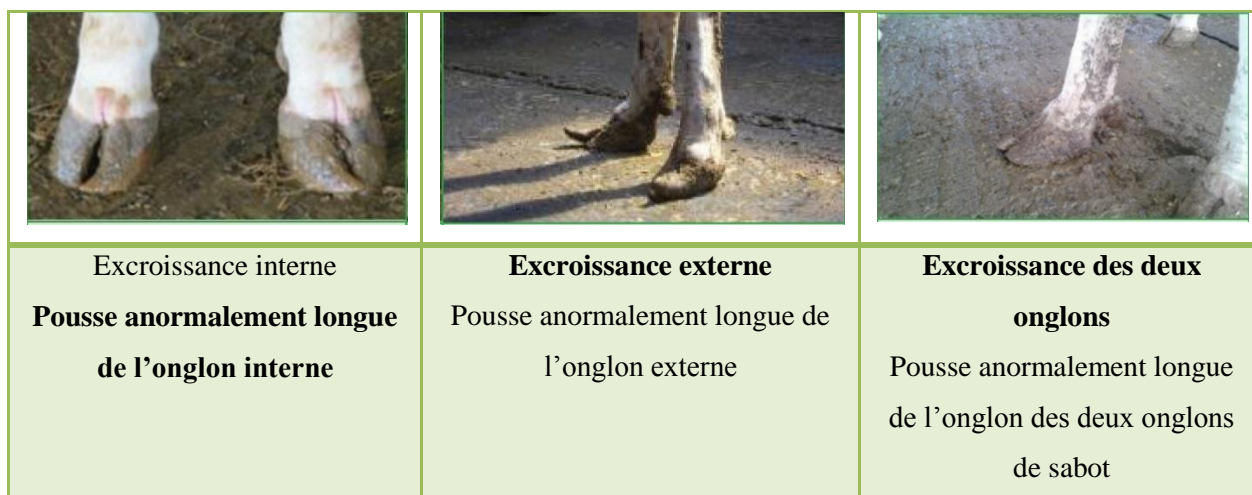 Excroissance interne
Pousse anormalement longue
de l’onglon interne
Excroissance externe
Pousse anormalement longue de
l’onglon externe
Excroissance des deux
onglons
Pousse anormalement longue
de l’onglon des deux onglons
de sabot